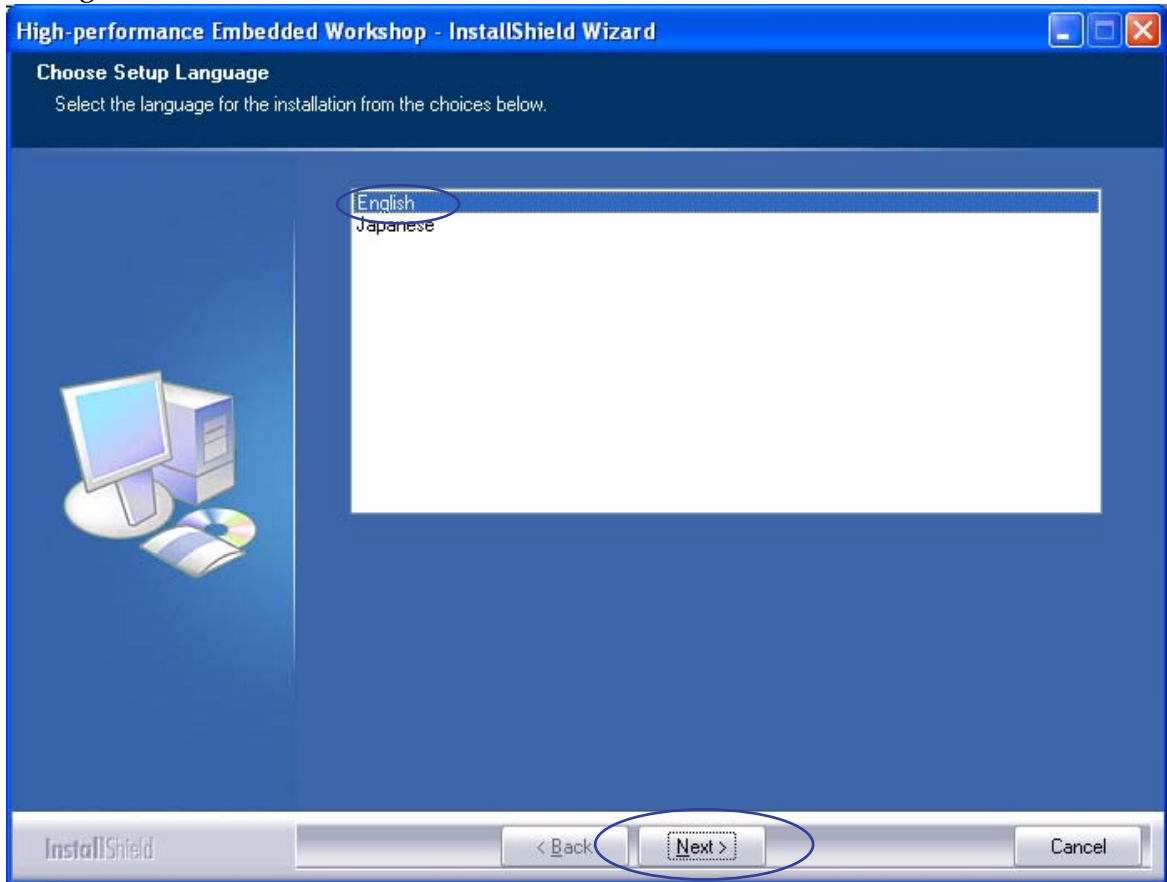 High-performance Embedded Workshop - InstallShield Wizard
Choose Setup Language
Select the language for the installation from the choices below.
English
Japanese
InstallShield
< Back
Next >
Cancel